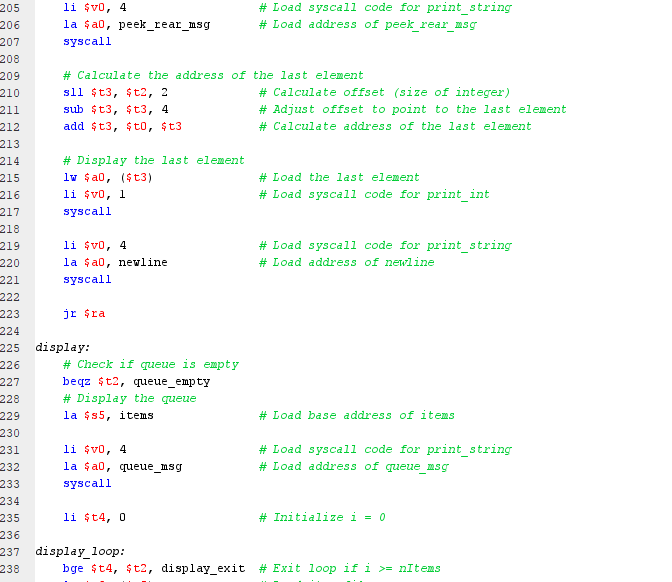 205 li $v0, 4 # Load syscall code for print_string
206 la $a0, peek_rear_msg # Load address of peek_rear_msg
207 syscall
208
209 # Calculate the address of the last element
210 sll $t3, $t2, 2 # Calculate offset (size of integer)
211 sub $t3, $t3, 4 # Adjust offset to point to the last element
212 add $t3, $t0, $t3 # Calculate address of the last element
213
214 # Display the last element
215 lw $a0, ($t3) # Load the last element
216 li $v0, 1 # Load syscall code for print_int
217 syscall
218
219 li $v0, 4 # Load syscall code for print_string
220 la $a0, newline # Load address of newline
221 syscall
222
223 jr $ra
224
225 display:
226 # Check if queue is empty
227 beqz $t2, queue_empty
228 # Display the queue
229 la $s5, items # Load base address of items
230
231 li $v0, 4 # Load syscall code for print_string
232 la $a0, queue_msg # Load address of queue_msg
233 syscall
234
235 li $t4, 0 # Initialize i = 0
236
237 display_loop:
238 bge $t4, $t2, display_exit # Exit loop if i >= nItems